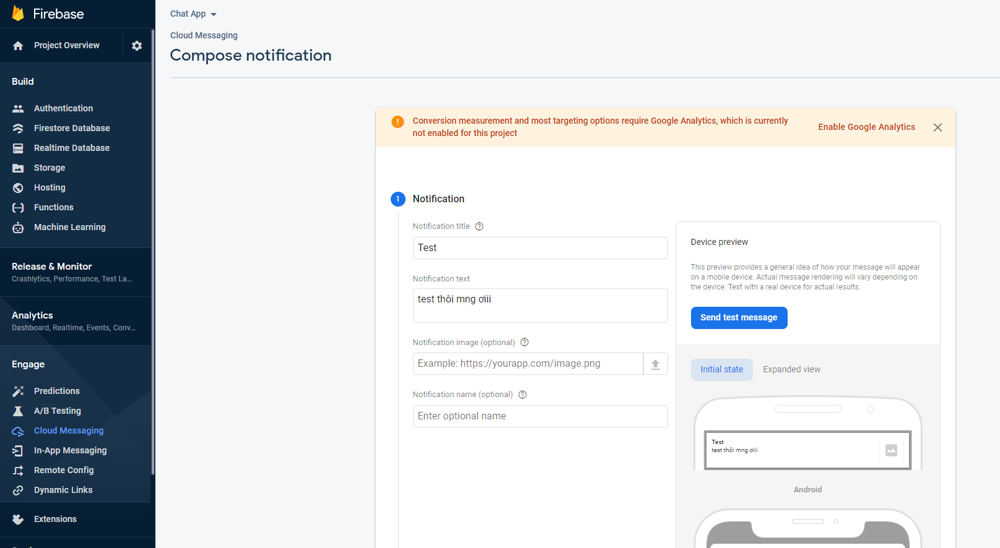 Firebase
Project Overview
Build
Authentication
Firestore Database
Realtime Database
Storage
Hosting
Functions
Machine Learning
Release & Monitor
Crashlytics, Performance, Test La...
Analytics
Dashboard, Realtime, Events, Conv...
Engage
Predictions
A/B Testing
Cloud Messaging
In-App Messaging
Remote Config
Dynamic Links
Extensions
Chat App
Cloud Messaging
Compose notification
Conversion measurement and most targeting options require Google Analytics, which is currently
not enabled for this project
Enable Google Analytics
1 Notification
Notification title
Test
Notification text
test thôi mng ơiii
Notification image (optional)
Example: https://yourapp.com/image.png
Notification name (optional)
Enter optional name
Device preview
This preview provides a general idea of how your message will appear
on a mobile device. Actual message rendering will vary depending on
the device. Test with a real device for actual results.
Send test message
Initial state
Expanded view
Test
test thôi mng ơiii
Android